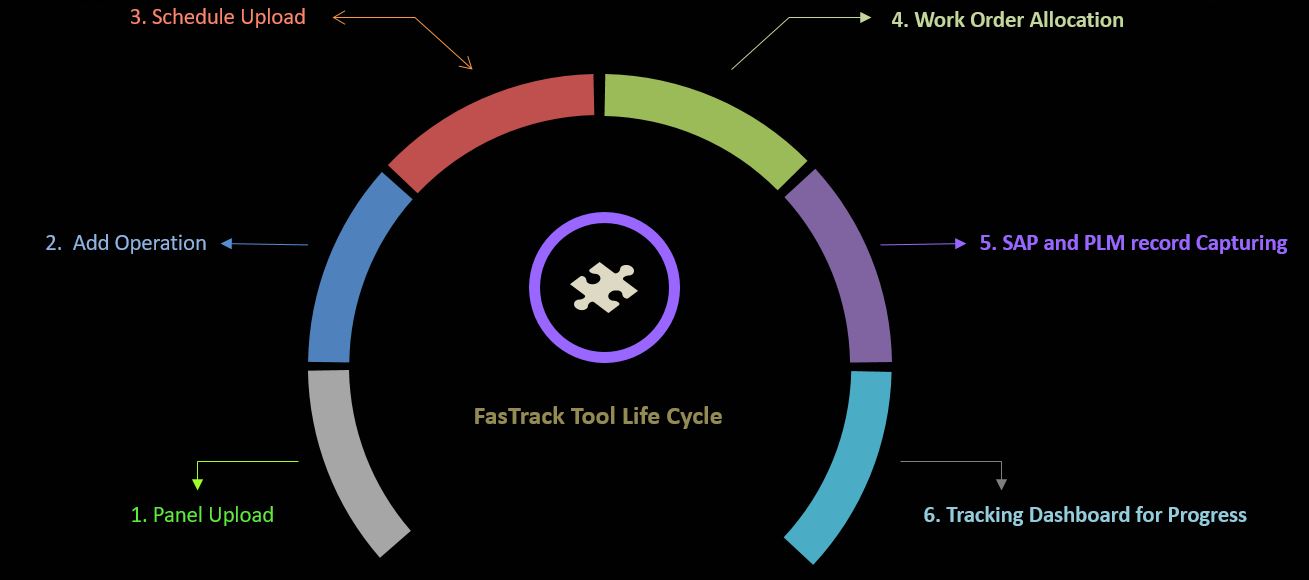 3. Schedule Upload
4. Work Order Allocation
2.  Add Operation
5. SAP and PLM record Capturing
FasTrack Tool Life Cycle
1. Panel Upload
6. Tracking Dashboard for Progress